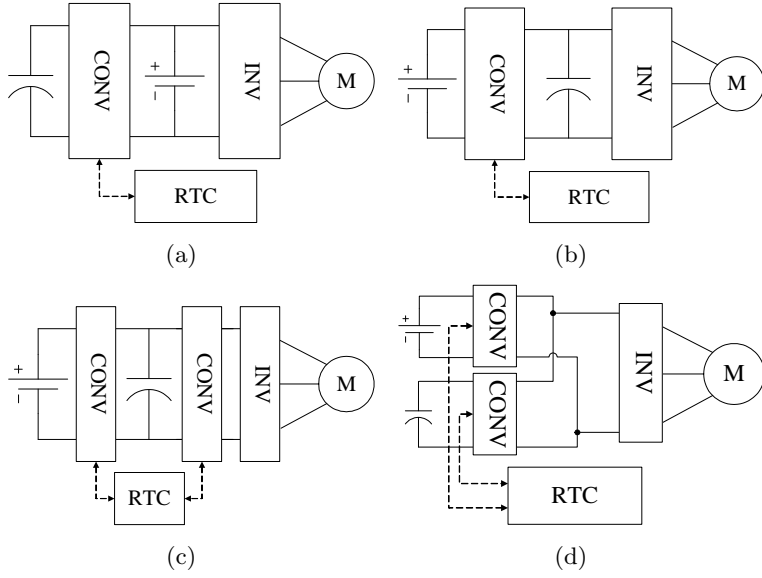 CONV
+
−
INV
M
RTC
(a)
+
−
CONV
INV
M
RTC
(b)
+
−
CONV
CONV
INV
M
RTC
(c)
+
−
CONV
CONV
INV
M
RTC
(d)